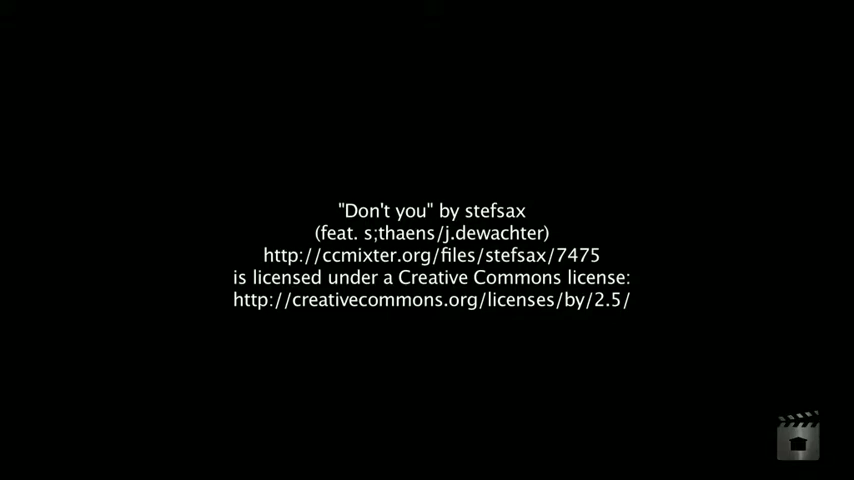 "Don't you" by stefsax
(feat. s;thaens/j.dewachter)
http://ccmixter.org/files/stefsax/7475
is licensed under a Creative Commons license:
http://creativecommons.org/licenses/by/2.5/